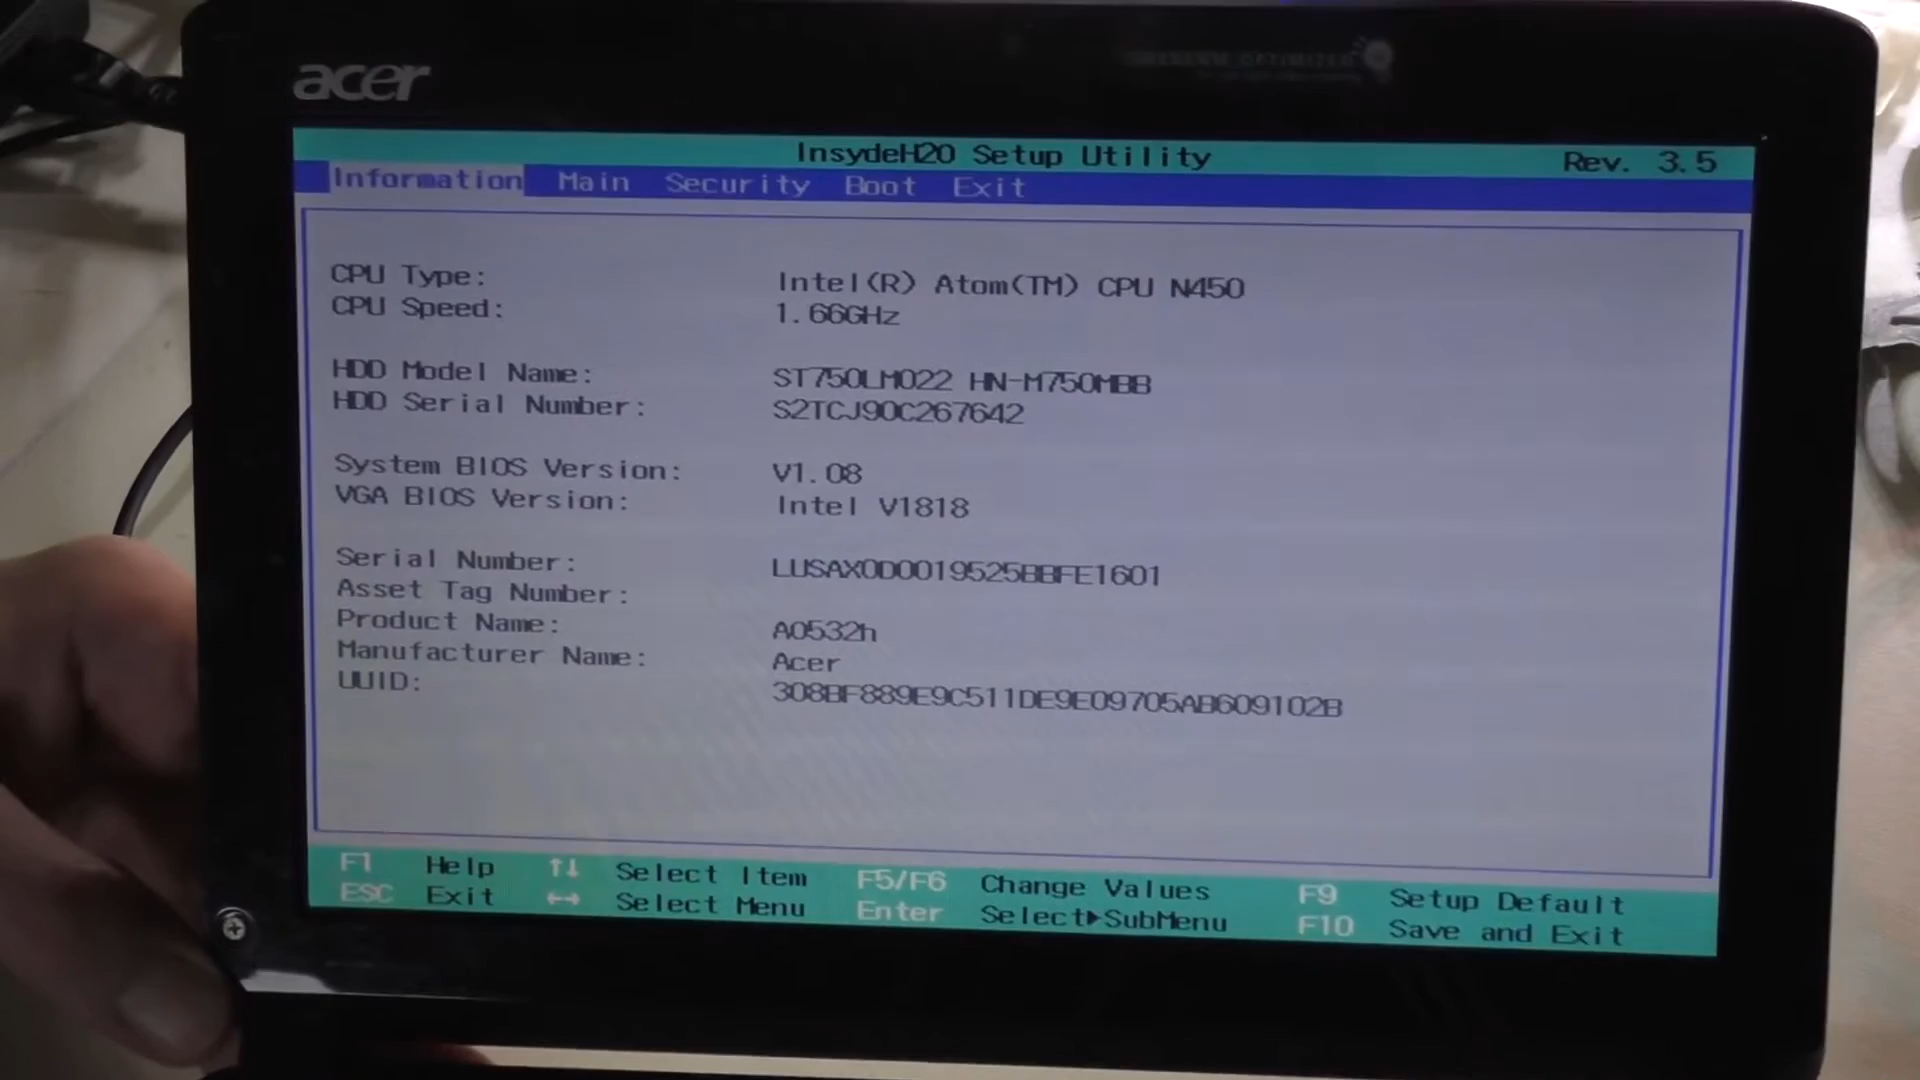 acer
InsydeH20 Setup Utility Rev. 3.5
Information Main Security Boot Exit
CPU Type: Intel(R) Atom(TM) CPU N450
CPU Speed: 1.66GHz
HDD Model Name: ST750LM022 HN-M750MBB
HDD Serial Number: S2TCJ90C267642
System BIOS Version: V1.08
VGA BIOS Version: Intel V1818
Serial Number: LUSAX0D0019525BBFE1601
Asset Tag Number:
Product Name: AO532h
Manufacturer Name: Acer
UUID: 308BF889E9C511DE9E09705AB609102B
F1 Help ↑↓ Select Item F5/F6 Change Values F9 Setup Default
ESC Exit ↔ Select Menu Enter Select▶SubMenu F10 Save and Exit